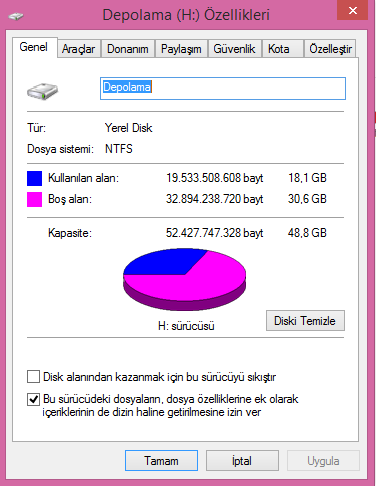 Depolama (H:) Özellikleri
Genel Araçlar Donanım Paylaşım Güvenlik Kota Özelleştir
Depolama
Tür: Yerel Disk
Dosya sistemi: NTFS
Kullanılan alan: 19.533.508.608 bayt 18,1 GB
Boş alan: 32.894.238.720 bayt 30,6 GB
Kapasite: 52.427.747.328 bayt 48,8 GB
H: sürücüsü
Diski Temizle
Disk alanından kazanmak için bu sürücüyü sıkıştır
Bu sürücüdeki dosyaların, dosya özelliklerine ek olarak
içeriklerinin de dizin haline getirilmesine izin ver
Tamam İptal Uygula